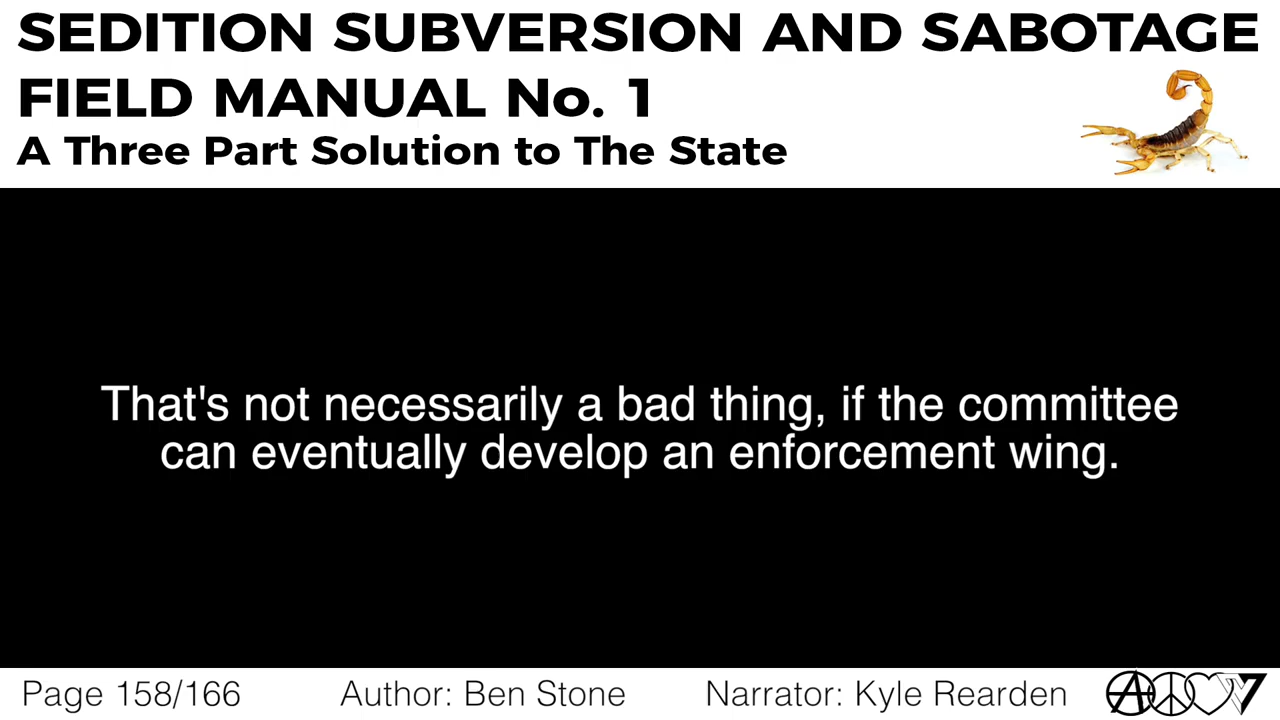 SEDITION SUBVERSION AND SABOTAGE
FIELD MANUAL No. 1
A Three Part Solution to The State
That's not necessarily a bad thing, if the committee
can eventually develop an enforcement wing.
Page 158/166 Author: Ben Stone Narrator: Kyle Rearden